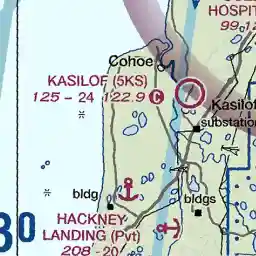 HOSPIT
99-12
Cohoe
KASILOF (5KS)
125 - 24 122.9 C
Kasilof
substation
bldg
bldgs
HACKNEY
LANDING (Pvt)
208 - 20
30